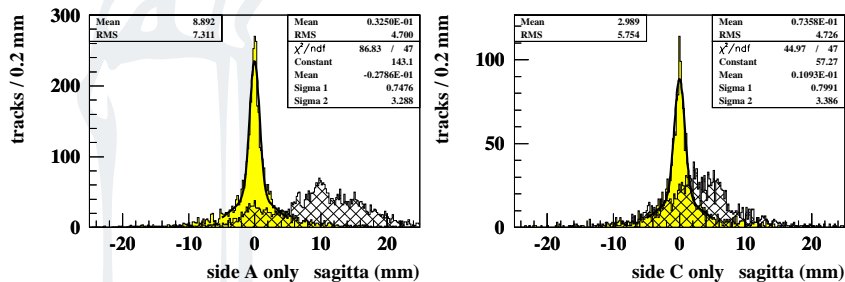 Mean 8.892
RMS 7.311
Mean 0.3250E-01
RMS 4.700
χ²/ndf 86.83 / 47
Constant 143.1
Mean -0.2786E-01
Sigma 1 0.7476
Sigma 2 3.288
tracks / 0.2 mm
300
200
100
0
-20 -10 0 10 20
side A only sagitta (mm)
Mean 2.989
RMS 5.754
Mean 0.7358E-01
RMS 4.726
χ²/ndf 44.97 / 47
Constant 57.27
Mean 0.1093E-01
Sigma 1 0.7991
Sigma 2 3.386
tracks / 0.2 mm
100
50
0
-20 -10 0 10 20
side C only sagitta (mm)